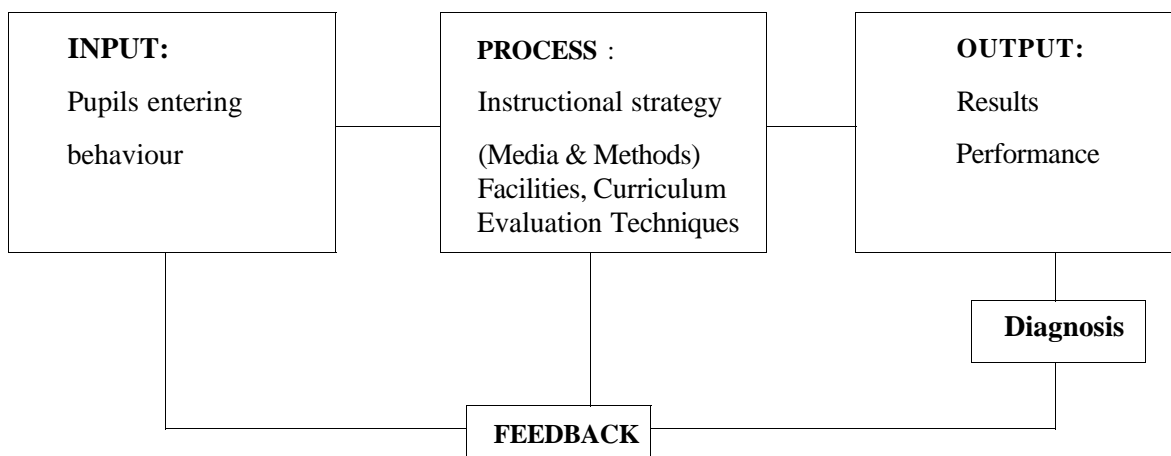 INPUT:
Pupils entering
behaviour
PROCESS :
Instructional strategy
(Media & Methods)
Facilities, Curriculum
Evaluation Techniques
OUTPUT:
Results
Performance
Diagnosis
FEEDBACK